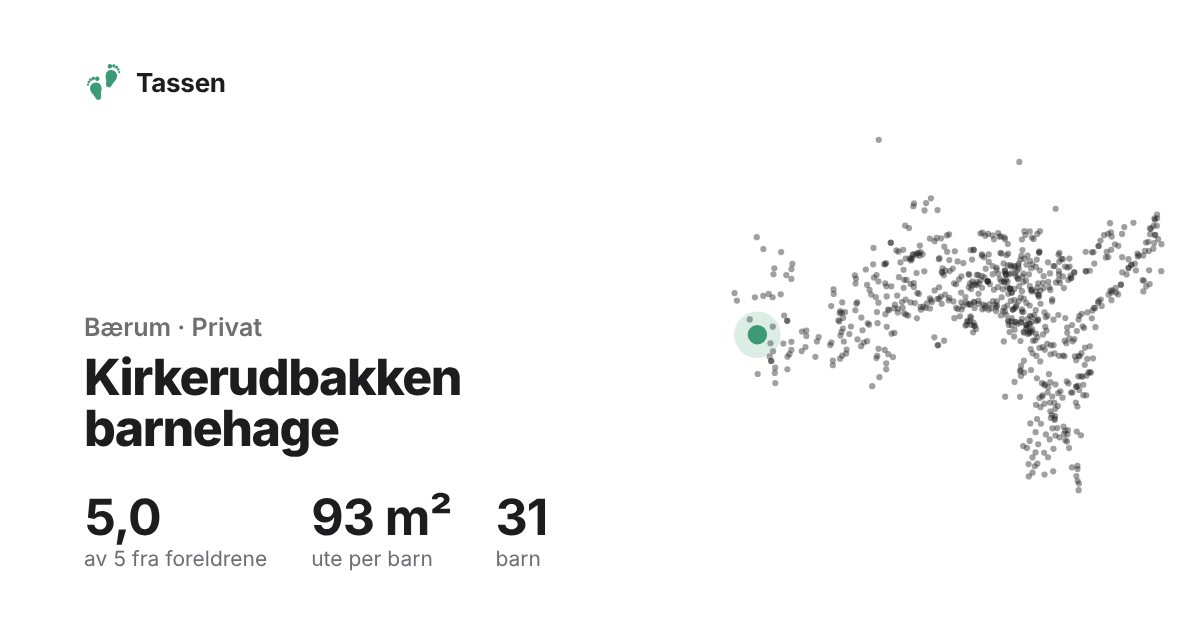 Tassen
Bærum · Privat
Kirkerudbakken
barnehage
5,0
av 5 fra foreldrene
93 m²
ute per barn
31
barn